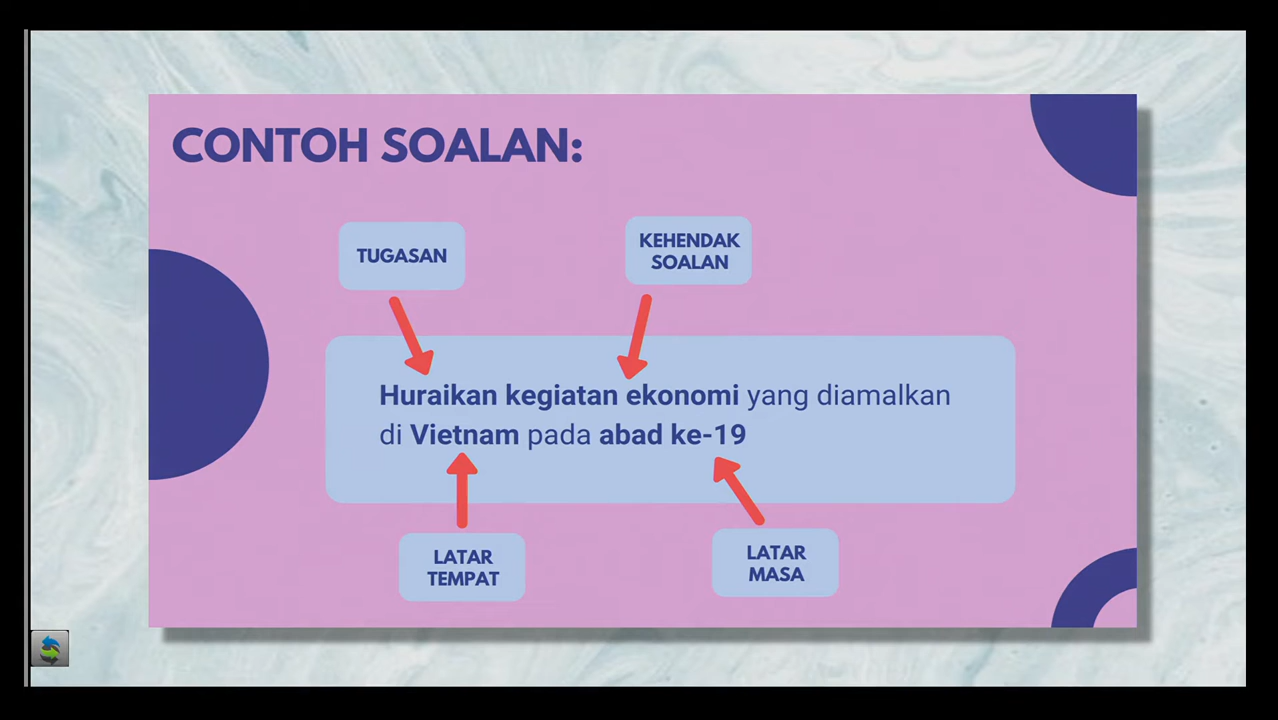 CONTOH SOALAN:
TUGASAN
KEHENDAK
SOALAN
Huraikan kegiatan ekonomi yang diamalkan
di Vietnam pada abad ke-19
LATAR
TEMPAT
LATAR
MASA